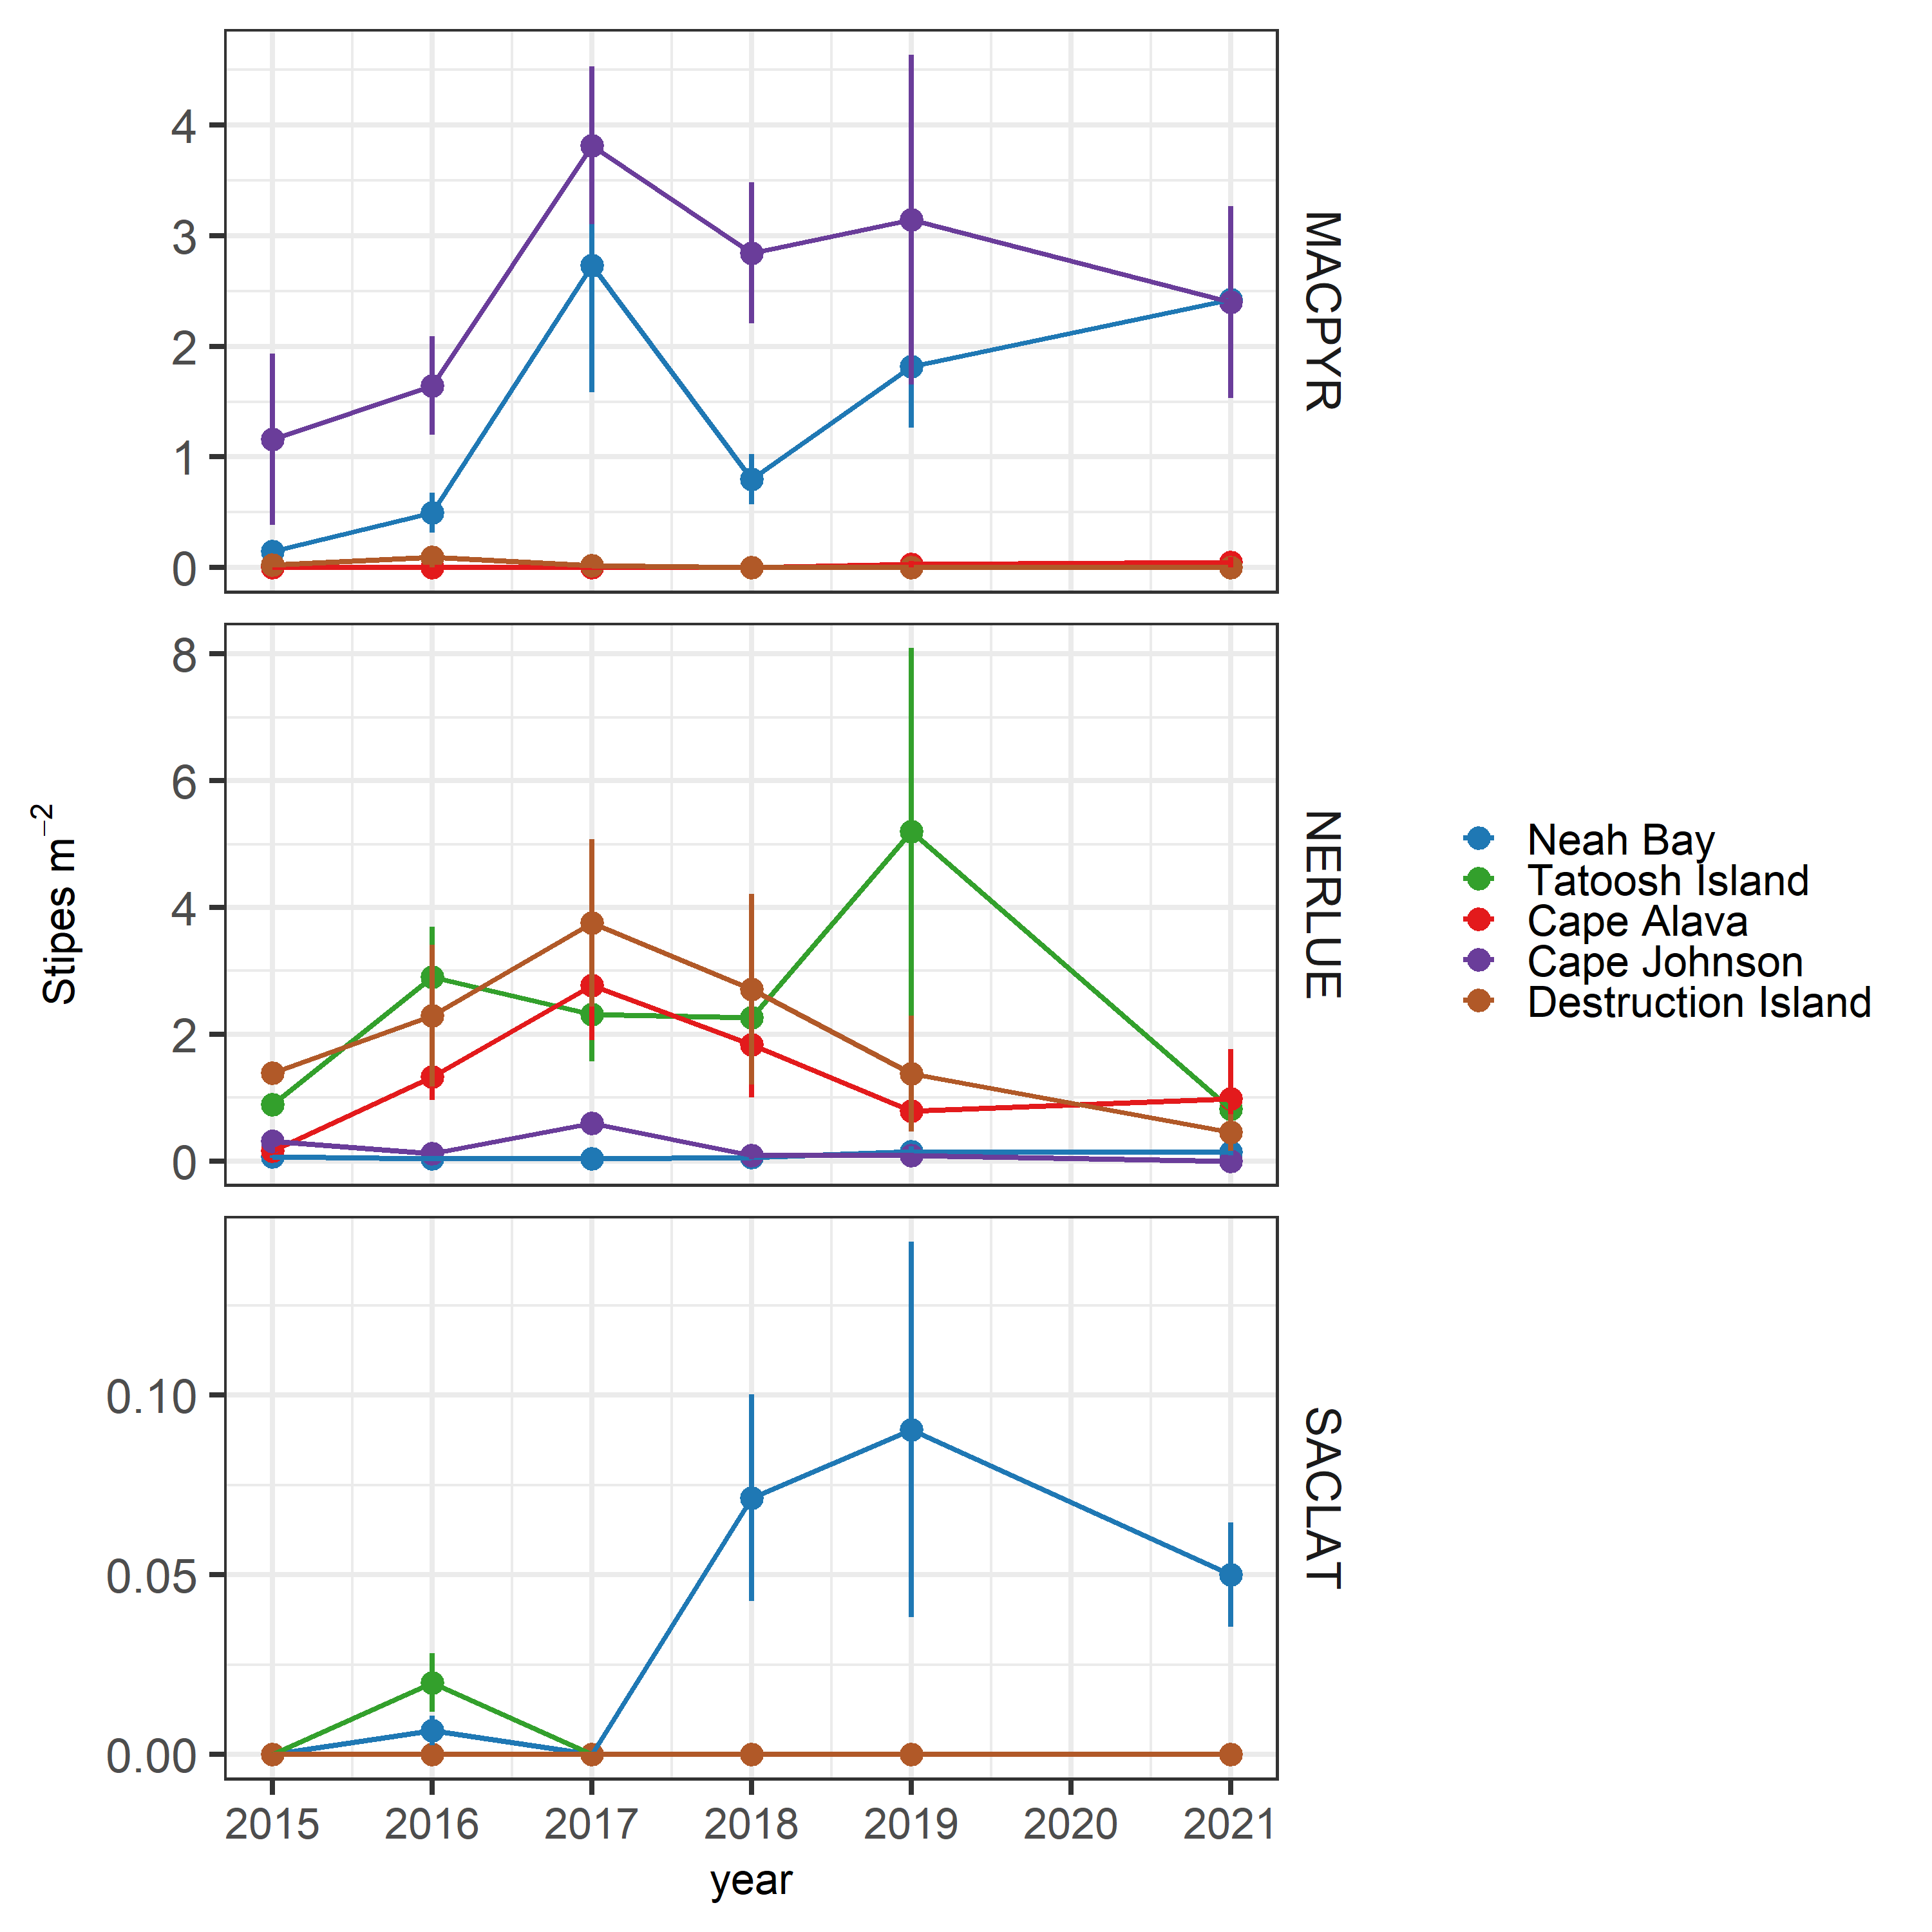 4
3
2
1
0
MACPYR
8
6
4
2
0
NERLUE
Stipes m⁻²
Neah Bay
Tatoosh Island
Cape Alava
Cape Johnson
Destruction Island
0.10
0.05
0.00
SACLAT
2015 2016 2017 2018 2019 2020 2021
year